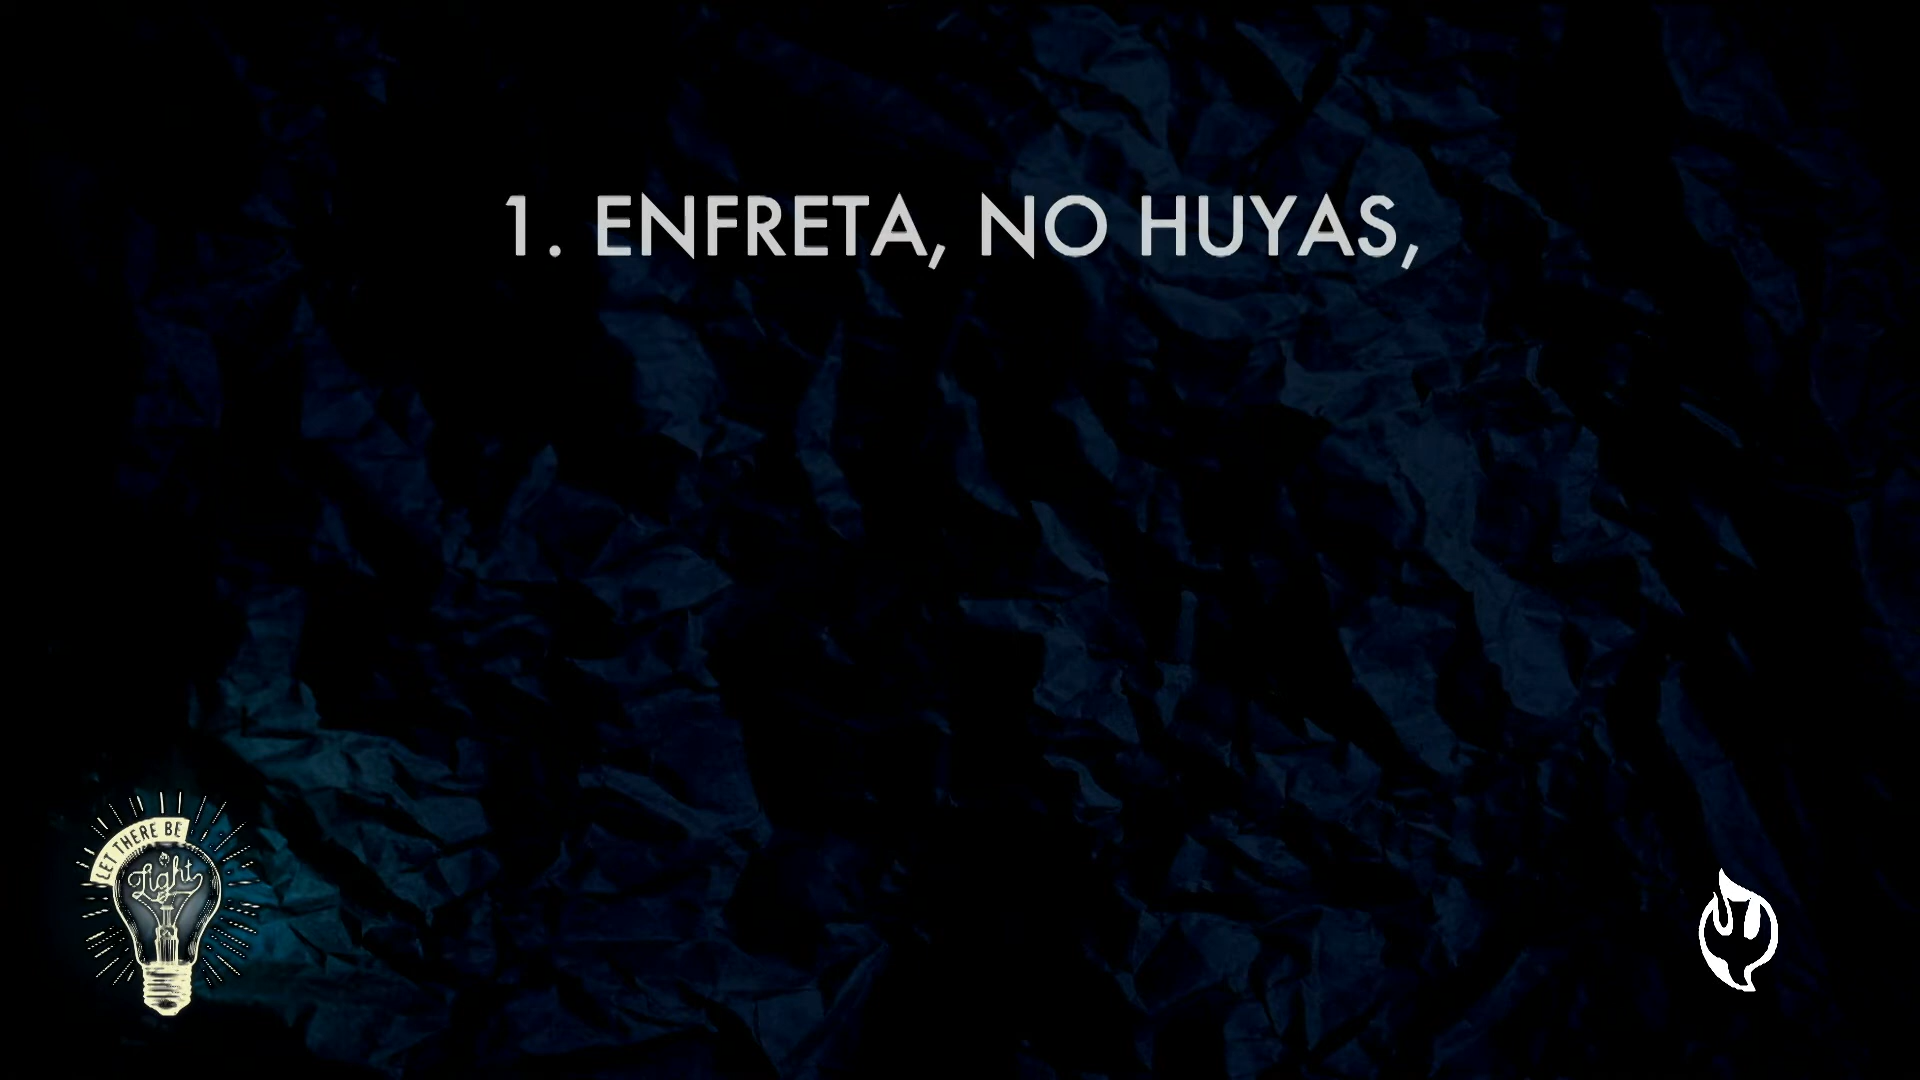 1. ENFRETA, NO HUYAS,
LET THERE BE
Light